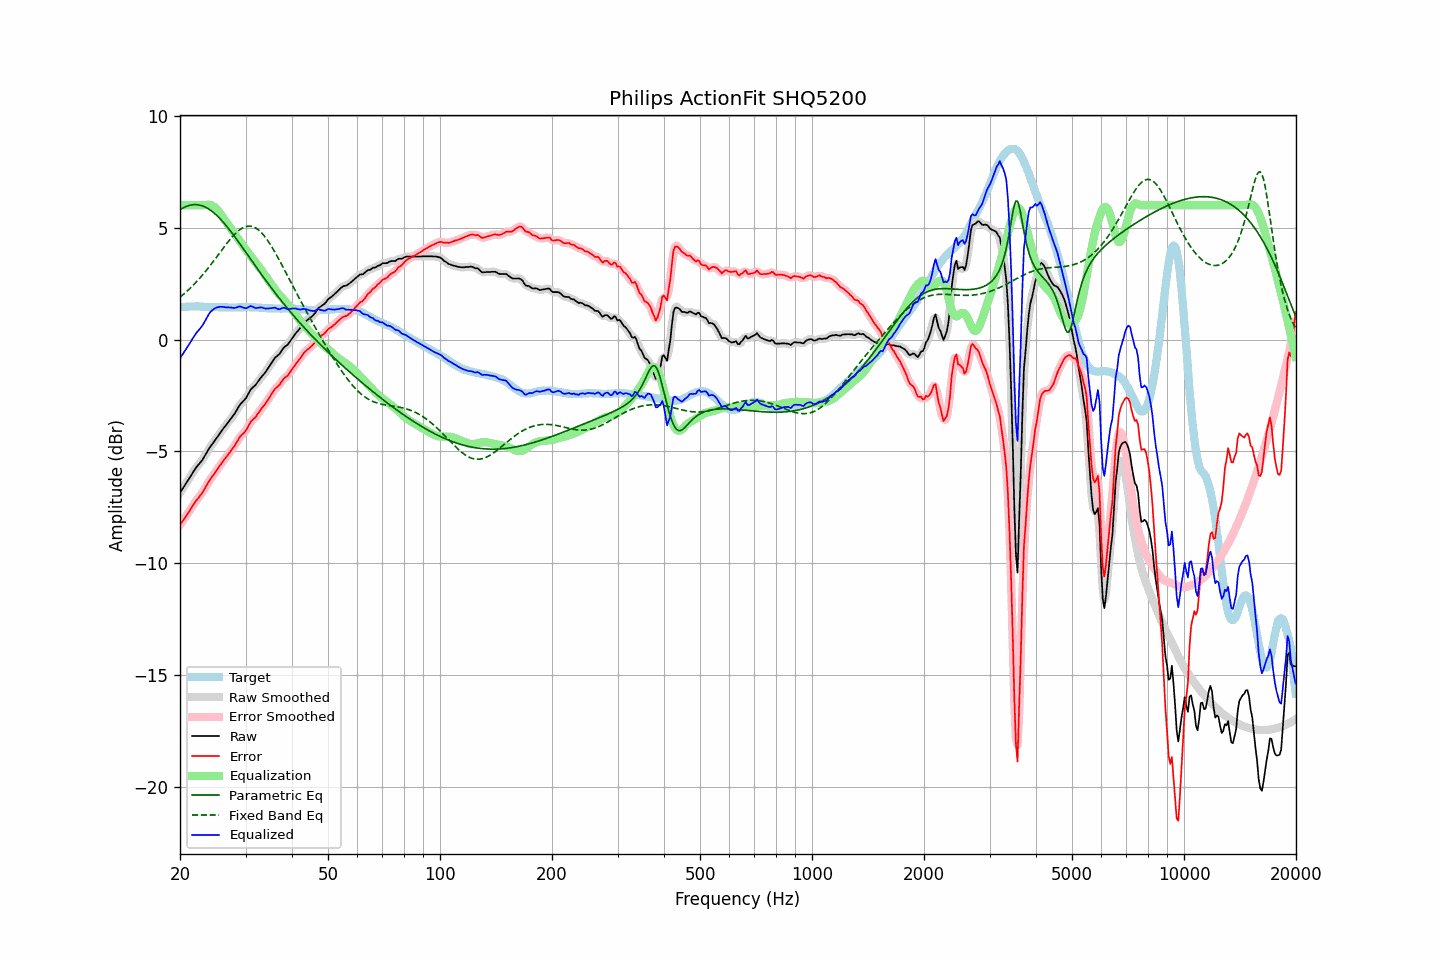 Philips ActionFit SHQ5200
Amplitude (dBr)
10
5
0
−5
−10
−15
−20
Target
Raw Smoothed
Error Smoothed
Raw
Error
Equalization
Parametric Eq
Fixed Band Eq
Equalized
20 50 100 200 500 1000 2000 5000 10000 20000
Frequency (Hz)